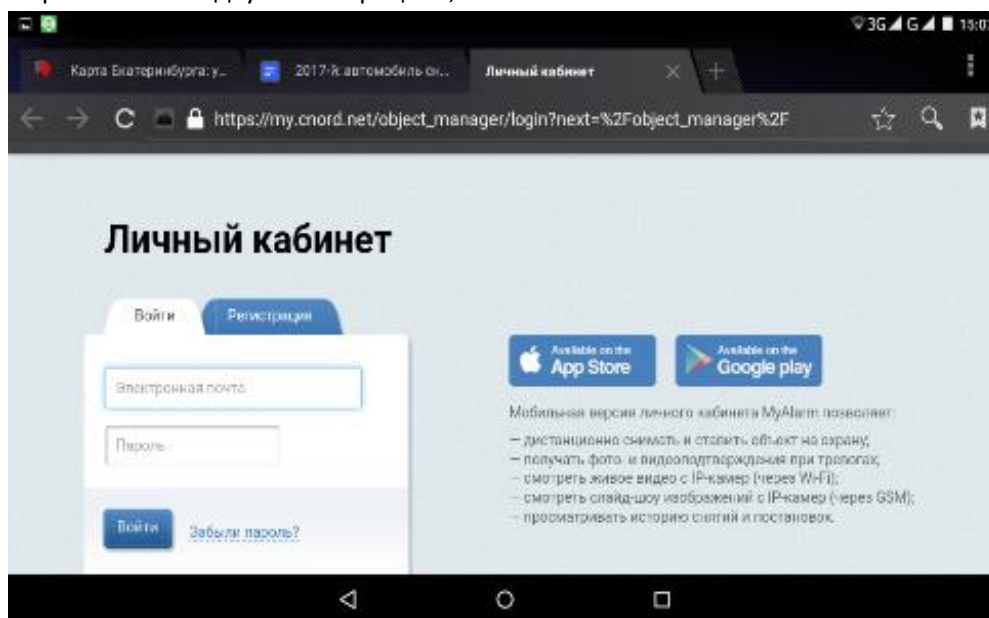 3G G 15:07
Карта Екатеринбурга: у...
2017-й: автомобиль он...
Личный кабинет
https://my.cnord.net/object_manager/login?next=%2Fobject_manager%2F
Личный кабинет
Войти
Регистрация
Электронная почта
Пароль
Войти
Забыли пароль?
Available on the
App Store
Available on the
Google play
Мобильная версия личного кабинета MyAlarm позволяет:
— дистанционно снимать и ставить объект на охрану;
— получать фото- и видеоподтверждения при тревогах;
— смотреть живое видео с IP-камер (через Wi-Fi);
— смотреть слайд-шоу изображений с IP-камер (через GSM);
— просматривать историю снятий и постановок.